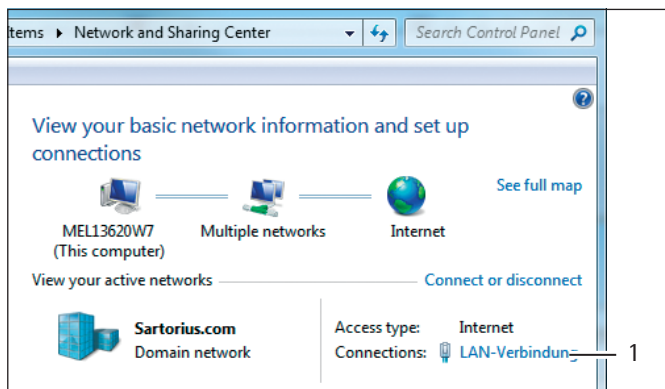 tems ▸ Network and Sharing Center
Search Control Panel
View your basic network information and set up
connections
See full map
MEL13620W7
(This computer)
Multiple networks
Internet
View your active networks
Connect or disconnect
Sartorius.com
Domain network
Access type: Internet
Connections: LAN-Verbindung
1